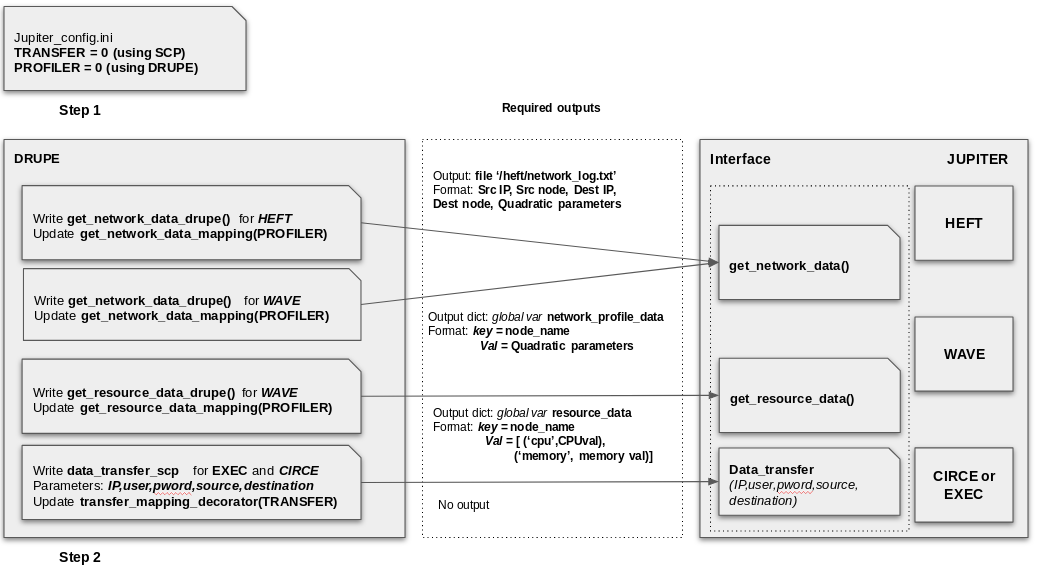 Jupiter_config.ini
TRANSFER = 0 (using SCP)
PROFILER = 0 (using DRUPE)
Step 1
Required outputs
DRUPE
Write get_network_data_drupe() for HEFT
Update get_network_data_mapping(PROFILER)
Write get_network_data_drupe() for WAVE
Update get_network_data_mapping(PROFILER)
Write get_resource_data_drupe() for WAVE
Update get_resource_data_mapping(PROFILER)
Write data_transfer_scp for EXEC and CIRCE
Parameters: IP,user,pword,source,destination
Update transfer_mapping_decorator(TRANSFER)
Step 2
Output: file ‘/heft/network_log.txt’
Format: Src IP, Src node, Dest IP,
Dest node, Quadratic parameters
Output dict: global var network_profile_data
Format: key = node_name
Val = Quadratic parameters
Output dict: global var resource_data
Format: key = node_name
Val = [ (‘cpu’,CPUval),
(‘memory’, memory val)]
No output
Interface
JUPITER
get_network_data()
get_resource_data()
Data_transfer
(IP,user,pword,source,
destination)
HEFT
WAVE
CIRCE or
EXEC